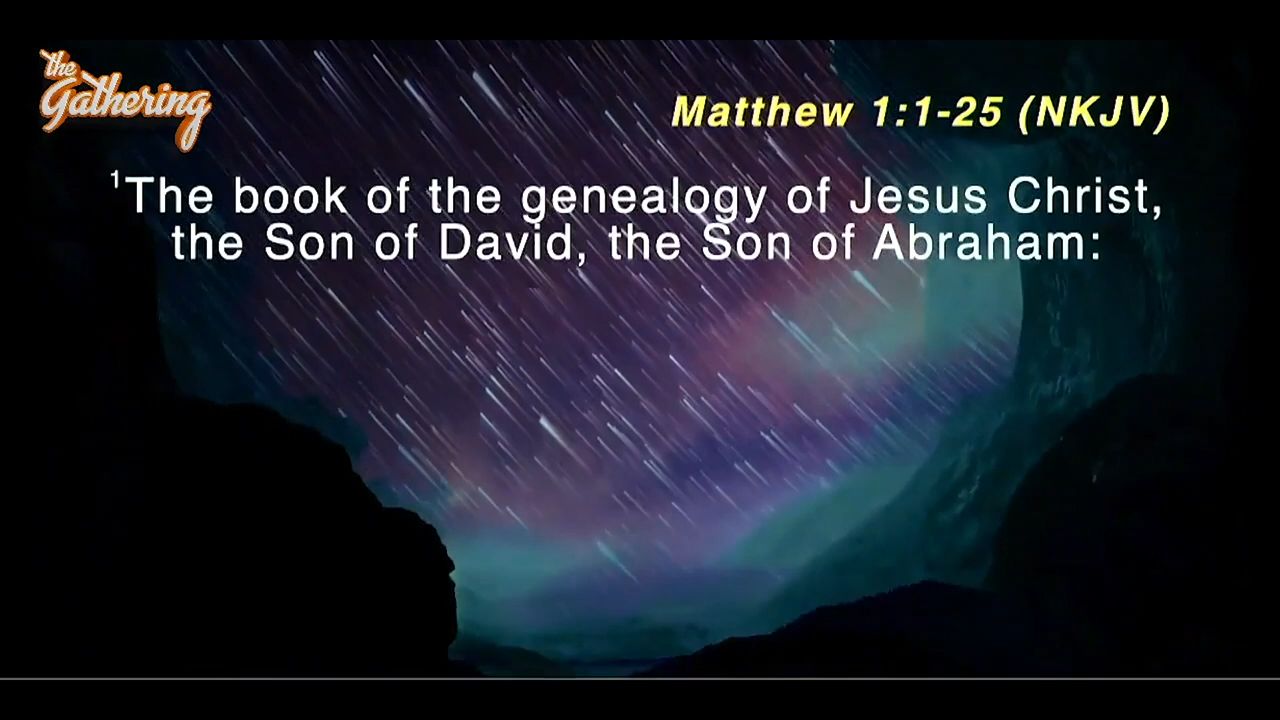 the
Gathering
Matthew 1:1-25 (NKJV)
¹The book of the genealogy of Jesus Christ,
the Son of David, the Son of Abraham: